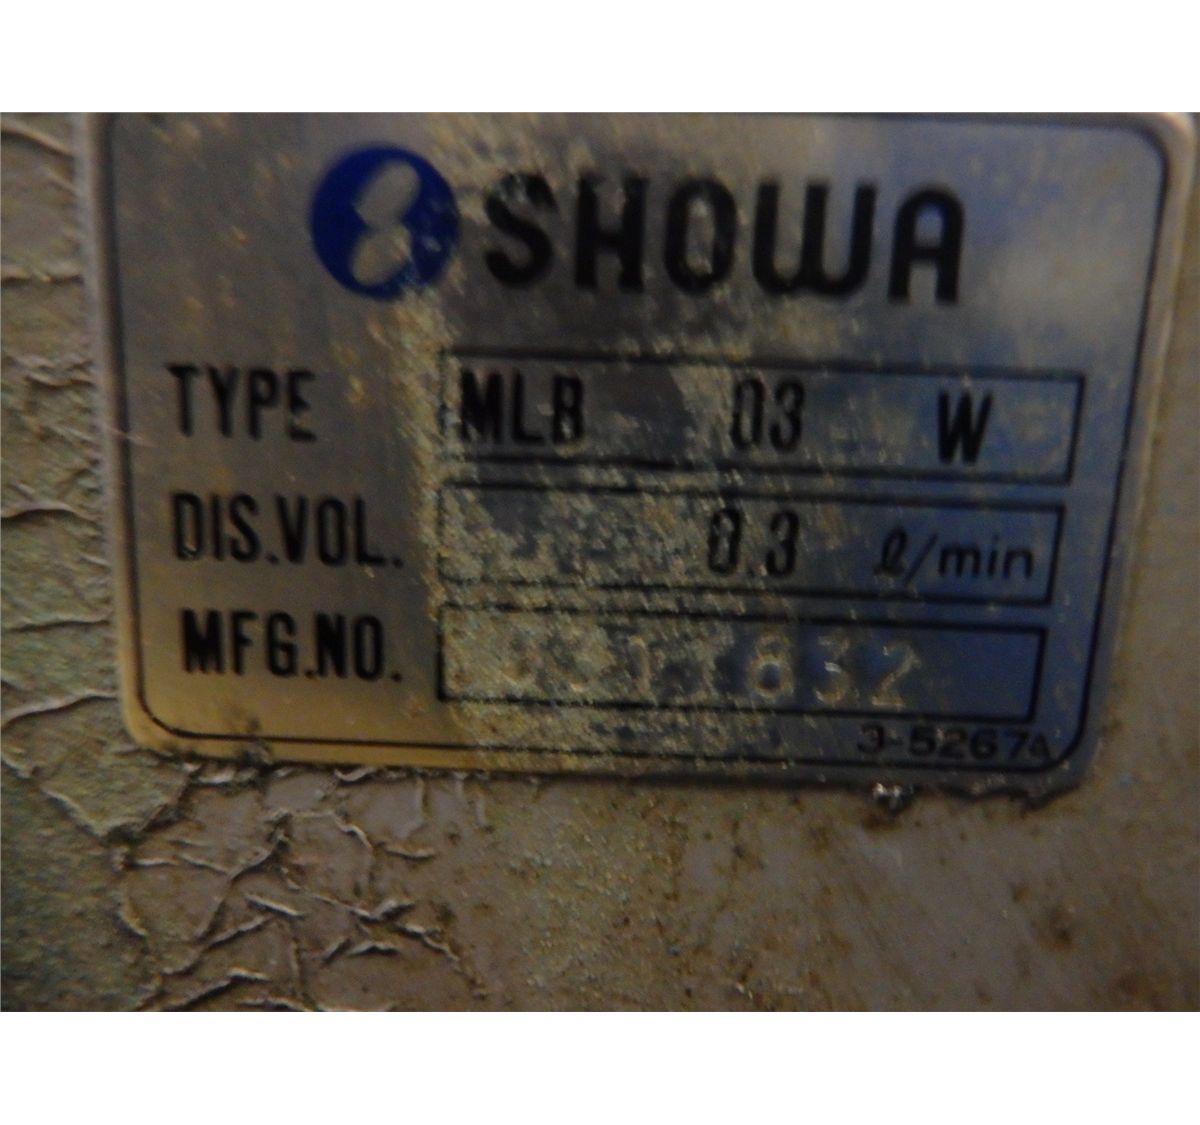 SHOWA
TYPE MLB 03 W
DIS.VOL. 0.3 ℓ/min
MFG.NO.
3-5267A